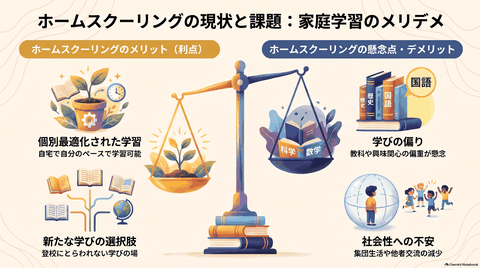 ホームスクーリングの現状と課題：家庭学習のメリデメ
ホームスクーリングのメリット（利点）
ホームスクーリングの懸念点・デメリット
個別最適化された学習
自宅で自分のペースで学習可能
新たな学びの選択肢
登校にとらわれない学びの場
科学
数学
歴史
国語
国語
学びの偏り
教科や興味関心の偏重が懸念
社会性への不安
集団生活や他者交流の減少